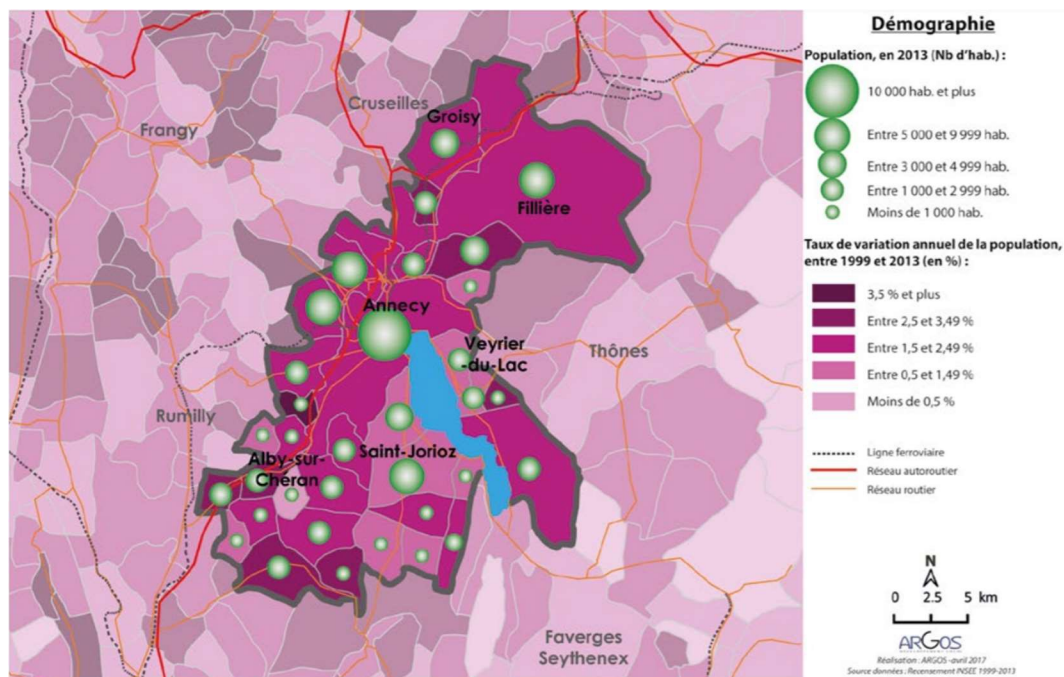 Démographie
Population, en 2013 (Nb d'hab.) :
10 000 hab. et plus
Entre 5 000 et 9 999 hab.
Entre 3 000 et 4 999 hab.
Entre 1 000 et 2 999 hab.
Moins de 1 000 hab.
Taux de variation annuel de la population,
entre 1999 et 2013 (en %) :
3,5 % et plus
Entre 2,5 et 3,49 %
Entre 1,5 et 2,49 %
Entre 0,5 et 1,49 %
Moins de 0,5 %
Ligne ferroviaire
Réseau autoroutier
Réseau routier
N
0 2.5 5 km
ARGOS
Réalisation : ARGOS-avril 2017
Source données : Recensement INSEE 1999-2013
Cruseilles
Groisy
Frangy
Fillière
Annecy
Veyrier
-du-Lac
Thônes
Rumilly
Saint-Jorioz
Alby-sur-
Cheran
Faverges
Seythenex